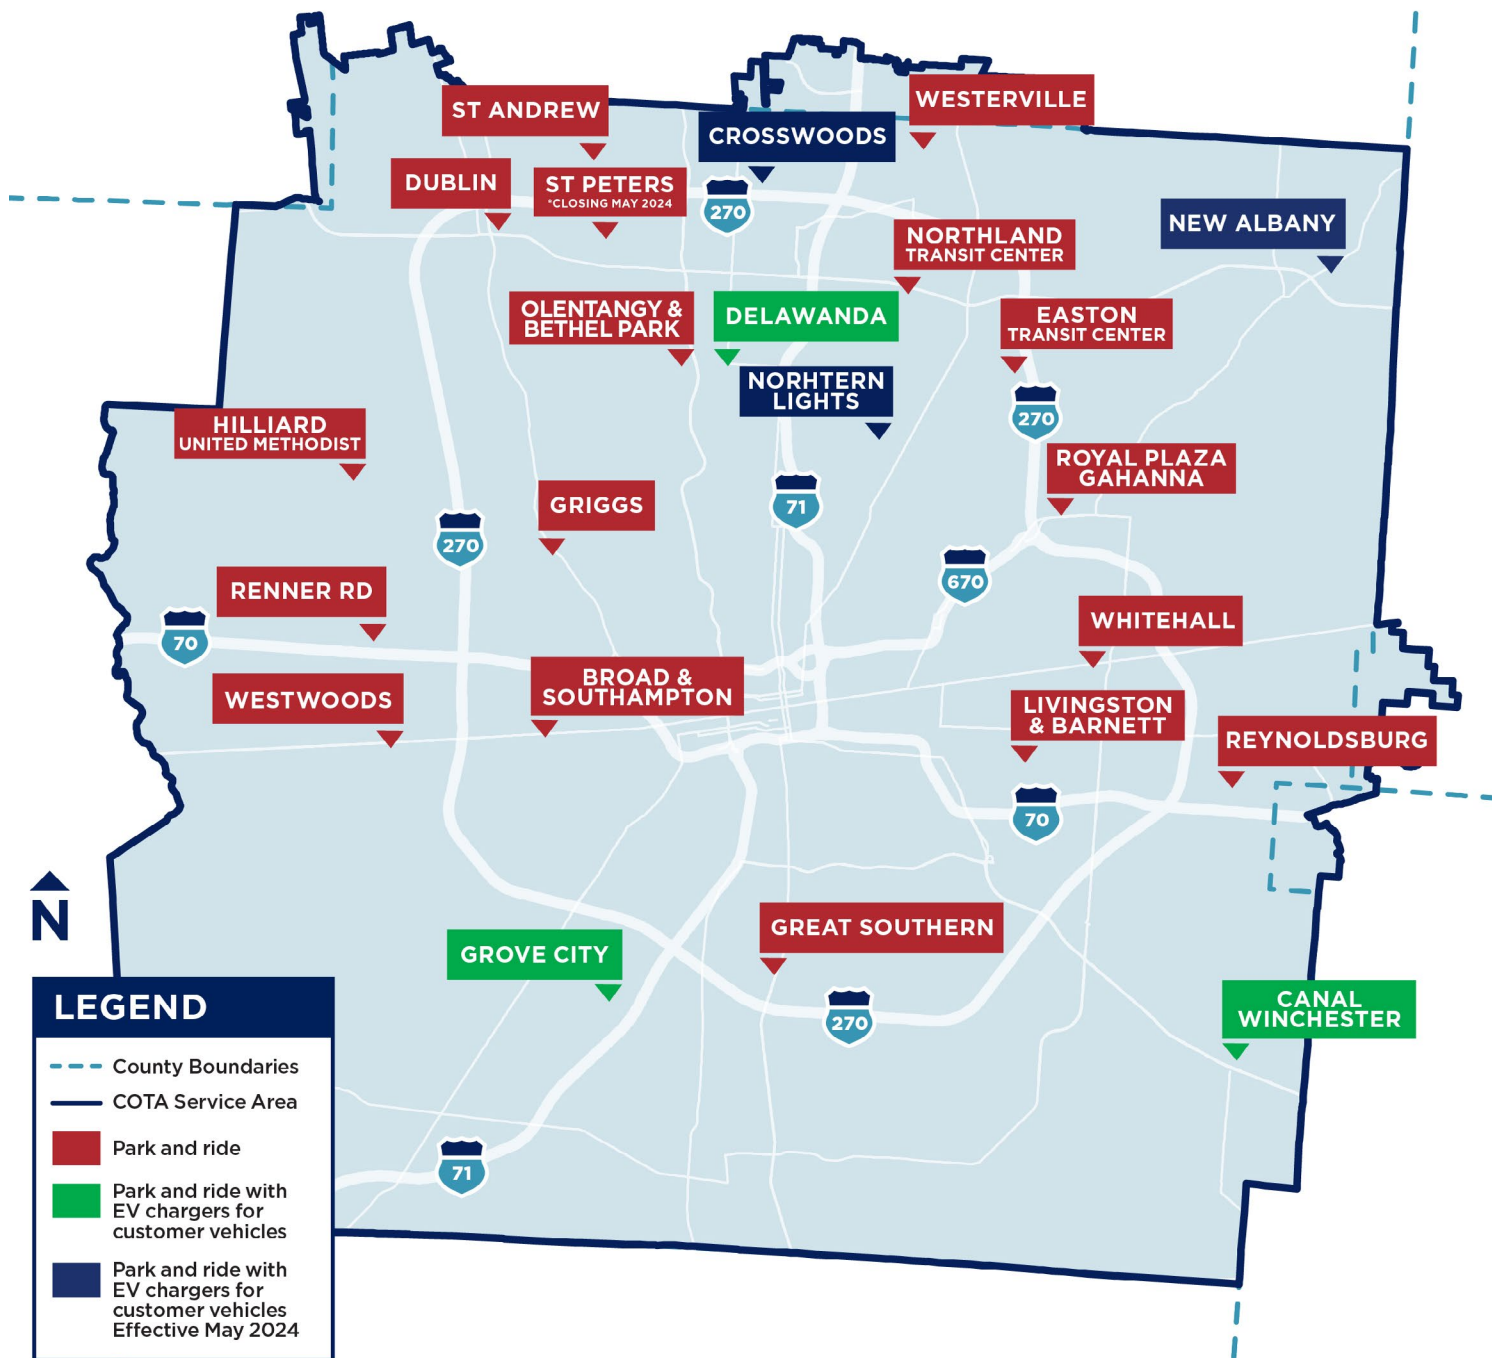 ST ANDREW
WESTERVILLE
CROSSWOODS
DUBLIN
ST PETERS
*CLOSING MAY 2024
270
NEW ALBANY
NORTHLAND
TRANSIT CENTER
OLENTANGY &
BETHEL PARK
DELAWANDA
EASTON
TRANSIT CENTER
NORHTERN
LIGHTS
270
HILLIARD
UNITED METHODIST
ROYAL PLAZA
GAHANNA
GRIGGS
71
270
670
RENNER RD
70
WHITEHALL
BROAD &
SOUTHAMPTON
WESTWOODS
LIVINGSTON
& BARNETT
REYNOLDSBURG
70
N
GREAT SOUTHERN
GROVE CITY
270
CANAL
WINCHESTER
71
LEGEND
County Boundaries
COTA Service Area
Park and ride
Park and ride with
EV chargers for
customer vehicles
Park and ride with
EV chargers for
customer vehicles
Effective May 2024